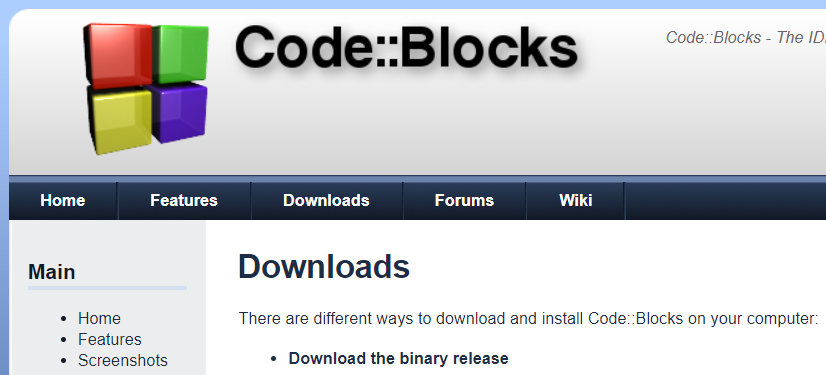 Code::Blocks
Code::Blocks - The
Home Features Downloads Forums Wiki
Main
Home
Features
Screenshots
Downloads
There are different ways to download and install Code::Blocks on your computer:
Download the binary release